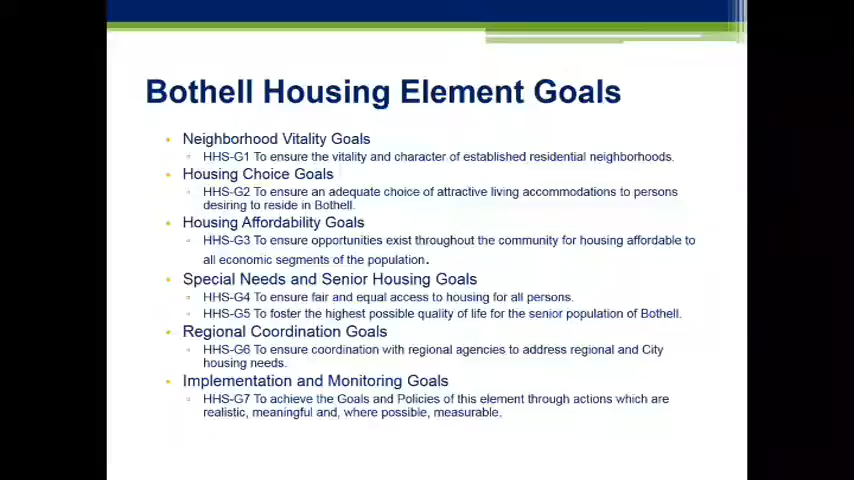 Bothell Housing Element Goals
Neighborhood Vitality Goals
HHS-G1 To ensure the vitality and character of established residential neighborhoods.
Housing Choice Goals
HHS-G2 To ensure an adequate choice of attractive living accommodations to persons
desiring to reside in Bothell.
Housing Affordability Goals
HHS-G3 To ensure opportunities exist throughout the community for housing affordable to
all economic segments of the population.
Special Needs and Senior Housing Goals
HHS-G4 To ensure fair and equal access to housing for all persons.
HHS-G5 To foster the highest possible quality of life for the senior population of Bothell.
Regional Coordination Goals
HHS-G6 To ensure coordination with regional agencies to address regional and City
housing needs.
Implementation and Monitoring Goals
HHS-G7 To achieve the Goals and Policies of this element through actions which are
realistic, meaningful and, where possible, measurable.